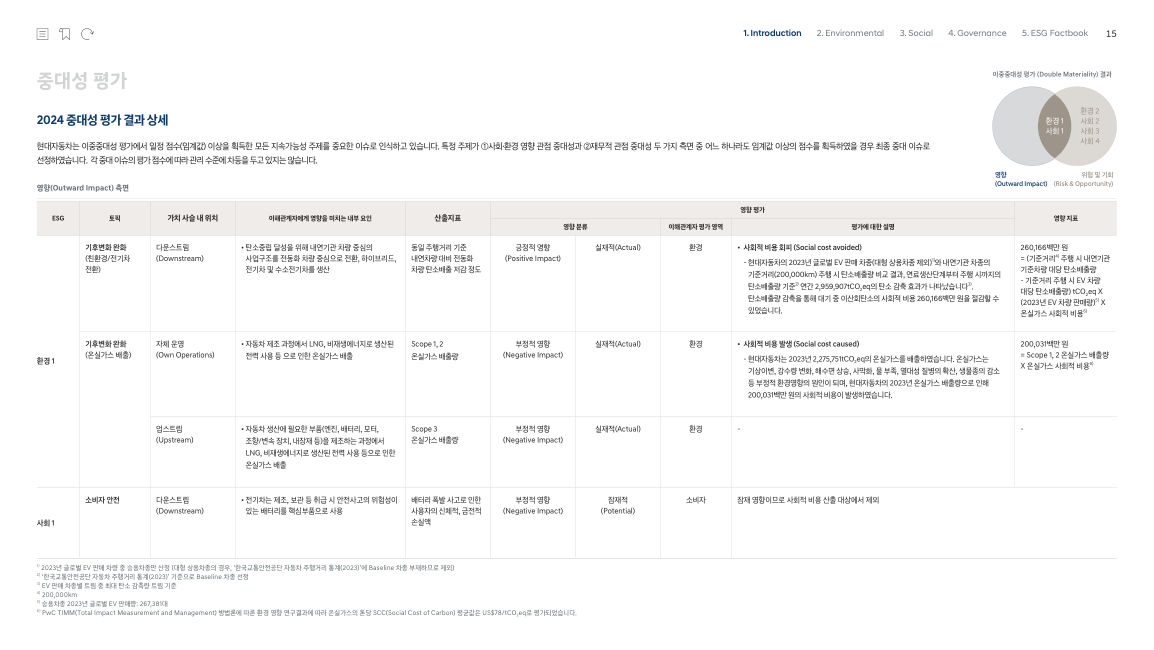 1. Introduction 2. Environmental 3. Social 4. Governance 5. ESG Factbook 15
중대성 평가
2024 중대성 평가 결과 상세
현대자동차는 이중중대성 평가에서 일정 점수(임계값) 이상을 획득한 모든 지속가능성 주제를 중요한 이슈로 인식하고 있습니다. 특정 주제가 ①사회·환경 영향 관점 중대성과 ②재무적 관점 중대성 두 가지 측면 중 어느 하나라도 임계값 이상의 점수를 획득하였을 경우 최종 중대 이슈로
선정하였습니다. 각 중대 이슈의 평가 점수에 따라 관리 수준에 차등을 두고 있지는 않습니다.
이중중대성 평가 (Double Materiality) 결과
환경 1
사회 1
환경 2
사회 2
사회 3
사회 4
영향
(Outward Impact)
위험 및 기회
(Risk & Opportunity)
영향(Outward Impact) 측면
ESG
토픽
가치 사슬 내 위치
이해관계자에게 영향을 미치는 내부 요인
산출지표
영향 평가
영향 분류
이해관계자 평가 영역
평가에 대한 설명
영향 지표
환경 1
기후변화 완화
(친환경/전기차
전환)
다운스트림
(Downstream)
• 탄소중립 달성을 위해 내연기관 차량 중심의
사업구조를 전동화 차량 중심으로 전환, 하이브리드,
전기차 및 수소전기차를 생산
동일 주행거리 기준
내연차량 대비 전동화
차량 탄소배출 저감 정도
긍정적 영향
(Positive Impact)
실재적(Actual)
환경
• 사회적 비용 회피 (Social cost avoided)
- 현대자동차의 2023년 글로벌 EV 판매 차종(대형 상용차종 제외)1)와 내연기관 차종의
기준거리(200,000km) 주행 시 탄소배출량 비교 결과, 연료생산단계부터 주행 시까지의
탄소배출량 기준2) 연간 2,959,907tCO₂eq의 탄소 감축 효과가 나타났습니다3).
탄소배출량 감축을 통해 대기 중 이산화탄소의 사회적 비용 260,166백만 원을 절감할 수
있었습니다.
260,166백만 원
= (기준거리4) 주행 시 내연기관
기준차량 대당 탄소배출량
- 기준거리 주행 시 EV 차량
대당 탄소배출량) tCO₂eq X
(2023년 EV 차량 판매량)5) X
온실가스 사회적 비용6)
기후변화 완화
(온실가스 배출)
자체 운영
(Own Operations)
• 자동차 제조 과정에서 LNG, 비재생에너지로 생산된
전력 사용 등 으로 인한 온실가스 배출
Scope 1, 2
온실가스 배출량
부정적 영향
(Negative Impact)
실재적(Actual)
환경
• 사회적 비용 발생 (Social cost caused)
- 현대자동차는 2023년 2,275,751tCO₂eq의 온실가스를 배출하였습니다. 온실가스는
기상이변, 강수량 변화, 해수면 상승, 사막화, 물 부족, 열대성 질병의 확산, 생물종의 감소
등 부정적 환경영향의 원인이 되며, 현대자동차의 2023년 온실가스 배출량으로 인해
200,031백만 원의 사회적 비용이 발생하였습니다.
200,031백만 원
= Scope 1, 2 온실가스 배출량
X 온실가스 사회적 비용6)
업스트림
(Upstream)
• 자동차 생산에 필요한 부품(엔진, 배터리, 모터,
조향/변속 장치, 내장재 등)을 제조하는 과정에서
LNG, 비재생에너지로 생산된 전력 사용 등으로 인한
온실가스 배출
Scope 3
온실가스 배출량
부정적 영향
(Negative Impact)
실재적(Actual)
환경
-
-
사회 1
소비자 안전
다운스트림
(Downstream)
• 전기차는 제조, 보관 등 취급 시 안전사고의 위험성이
있는 배터리를 핵심부품으로 사용
배터리 폭발 사고로 인한
사용자의 신체적, 금전적
손실액
부정적 영향
(Negative Impact)
잠재적
(Potential)
소비자
잠재 영향이므로 사회적 비용 산출 대상에서 제외
1) 2023년 글로벌 EV 판매 차량 중 승용차종만 산정 (대형 상용차종의 경우, '한국교통안전공단 자동차 주행거리 통계(2023)'에 Baseline 차종 부재하므로 제외)
2) '한국교통안전공단 자동차 주행거리 통계(2023)' 기준으로 Baseline 차종 선정
3) EV 판매 차종별 트림 중 최대 탄소 감축량 트림 기준
4) 200,000km
5) 승용차종 2023년 글로벌 EV 판매량: 267,381대
6) PwC TIMM(Total Impact Measurement and Management) 방법론에 따른 환경 영향 연구결과에 따라 온실가스의 톤당 SCC(Social Cost of Carbon) 평균값은 US$78/tCO₂eq로 평가되었습니다.